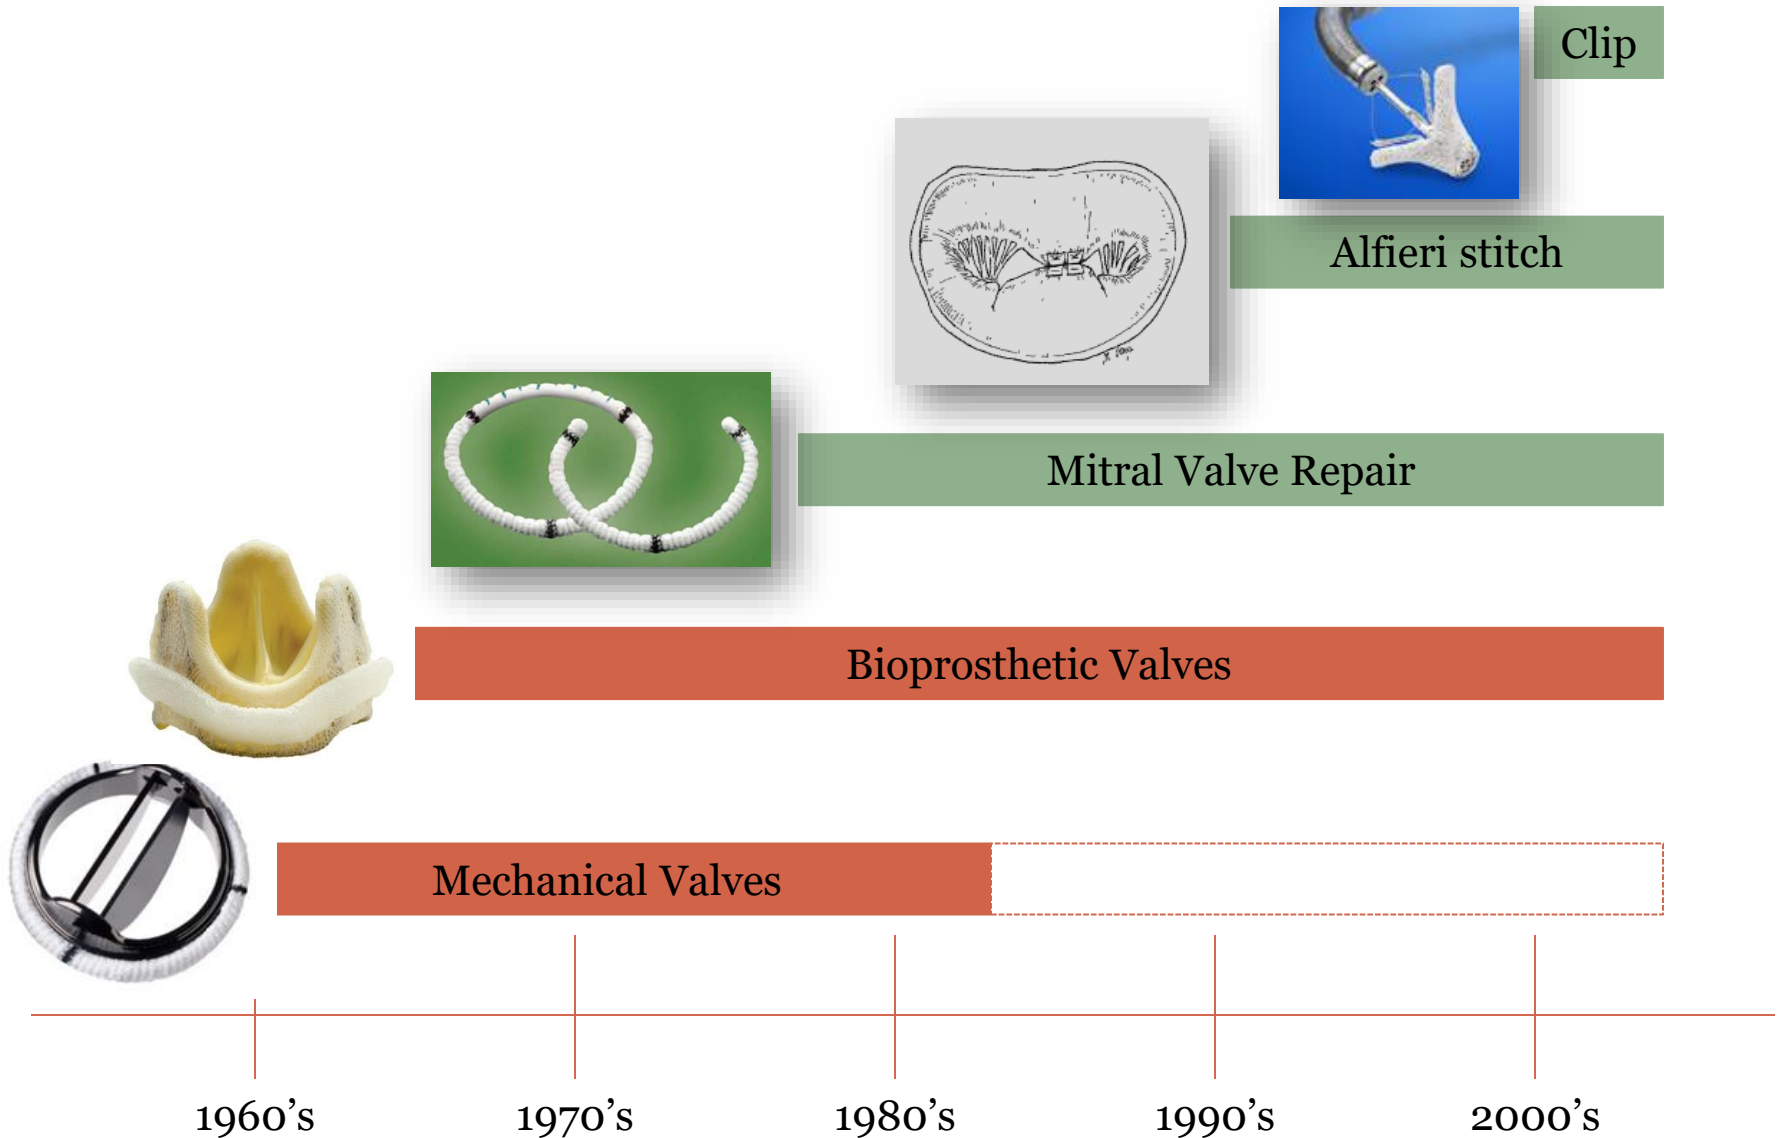 Clip
Alfieri stitch
Mitral Valve Repair
Bioprosthetic Valves
Mechanical Valves
1960’s
1970’s
1980’s
1990’s
2000’s